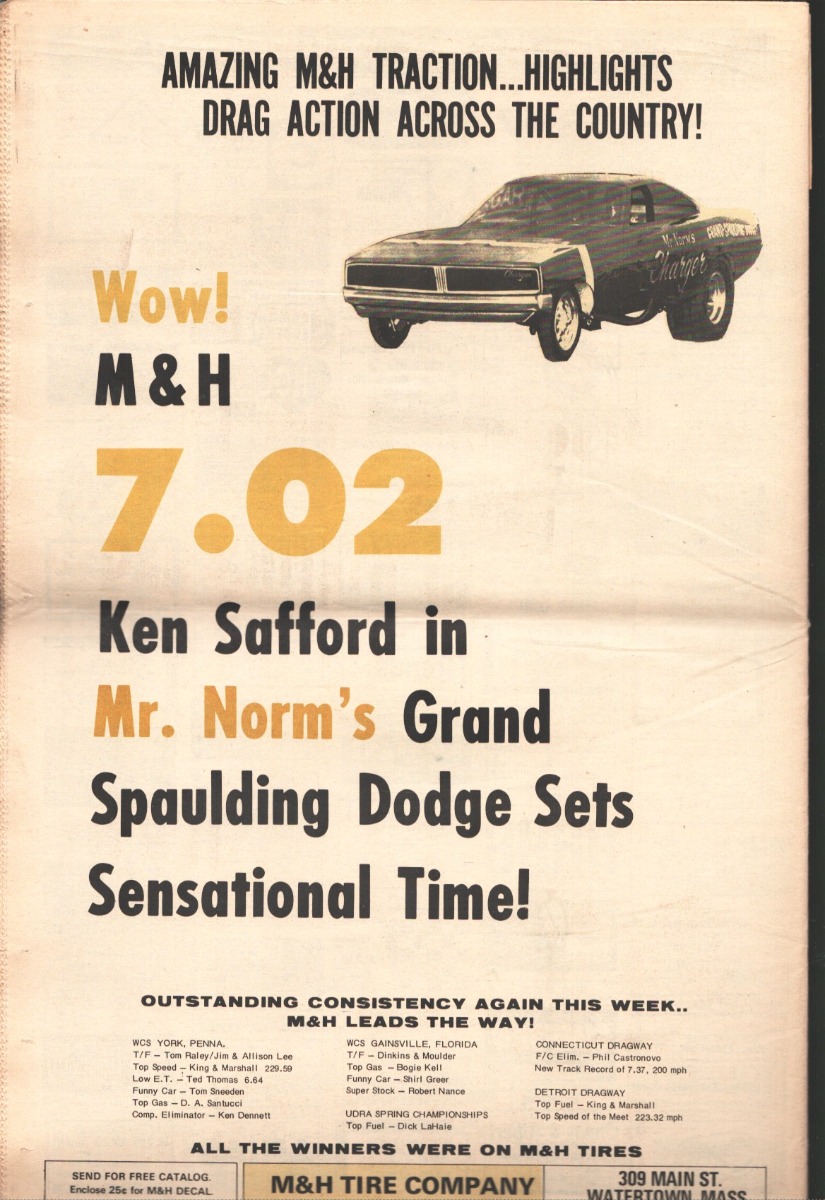 AMAZING M&H TRACTION...HIGHLIGHTS
DRAG ACTION ACROSS THE COUNTRY!
Mr. Norm's
Charger
Wow!
M & H
7.02
Ken Safford in
Mr. Norm's Grand
Spaulding Dodge Sets
Sensational Time!
OUTSTANDING CONSISTENCY AGAIN THIS WEEK..
M&H LEADS THE WAY!
WCS YORK, PENNA.
T/F – Tom Raley/Jim & Allison Lee
Top Speed – King & Marshall 229.59
Low E.T. – Ted Thomas 6.64
Funny Car – Tom Sneeden
Top Gas – D. A. Santucci
Comp. Eliminator – Ken Dennett
WCS GAINSVILLE, FLORIDA
T/F – Dinkins & Moulder
Top Gas – Bogie Kell
Funny Car – Shirl Greer
Super Stock – Robert Nance
UDRA SPRING CHAMPIONSHIPS
Top Fuel – Dick LaHaie
CONNECTICUT DRAGWAY
F/C Elim. – Phil Castronovo
New Track Record of 7.37, 200 mph
DETROIT DRAGWAY
Top Fuel – King & Marshall
Top Speed of the Meet 223.32 mph
ALL THE WINNERS WERE ON M&H TIRES
SEND FOR FREE CATALOG.
Enclose 25¢ for M&H DECAL
M&H TIRE COMPANY
309 MAIN ST.
WATERTOWN, MASS